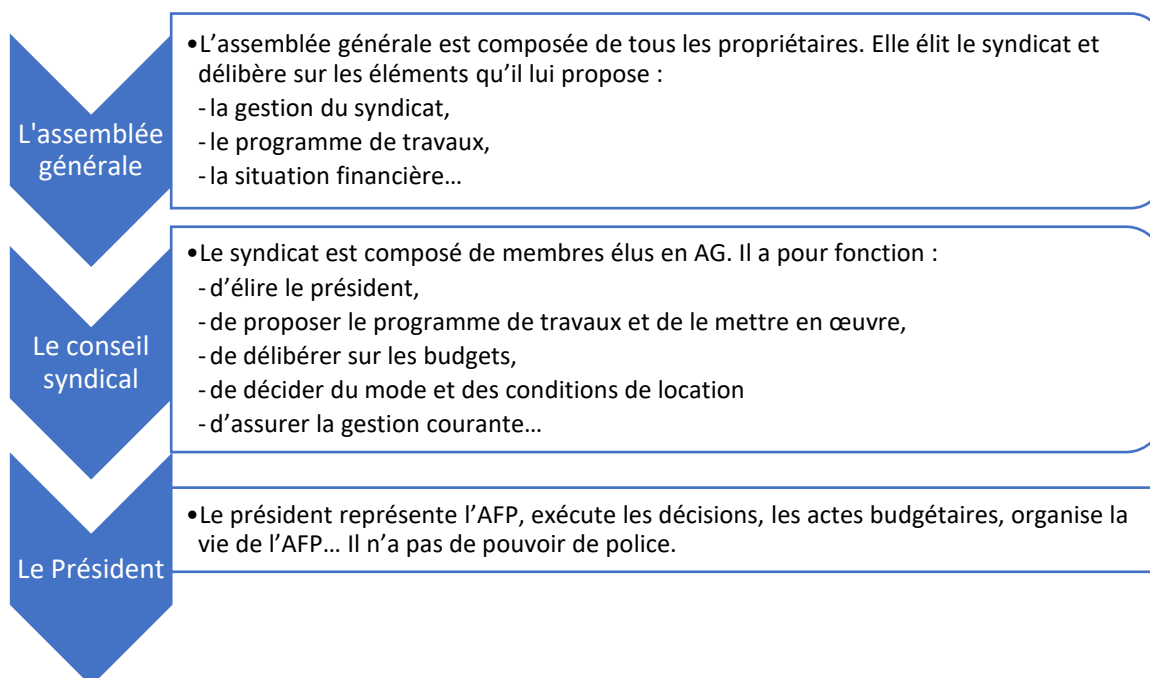 L'assemblée
générale
•L’assemblée générale est composée de tous les propriétaires. Elle élit le syndicat et
délibère sur les éléments qu’il lui propose :
-la gestion du syndicat,
-le programme de travaux,
-la situation financière…
Le conseil
syndical
•Le syndicat est composé de membres élus en AG. Il a pour fonction :
-d’élire le président,
-de proposer le programme de travaux et de le mettre en œuvre,
-de délibérer sur les budgets,
-de décider du mode et des conditions de location
-d’assurer la gestion courante…
Le Président
•Le président représente l’AFP, exécute les décisions, les actes budgétaires, organise la
vie de l’AFP… Il n’a pas de pouvoir de police.